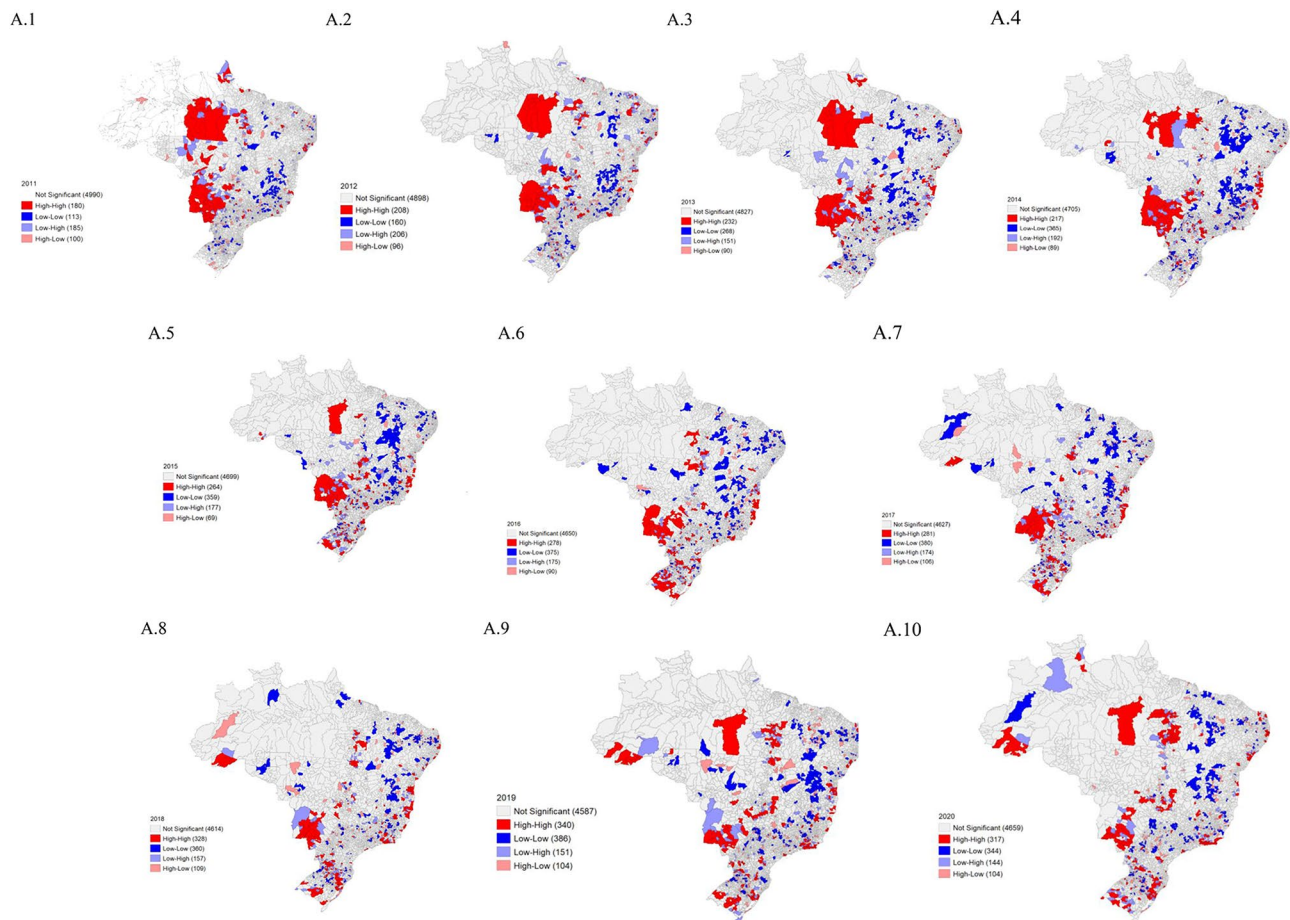 A.1
A.2
A.3
A.4
2011
Not Significant (4990)
High-High (180)
Low-Low (113)
Low-High (185)
High-Low (100)
2012
Not Significant (4898)
High-High (208)
Low-Low (160)
Low-High (206)
High-Low (96)
2013
Not Significant (4827)
High-High (232)
Low-Low (268)
Low-High (151)
High-Low (90)
2014
Not Significant (4705)
High-High (217)
Low-Low (365)
Low-High (192)
High-Low (89)
A.5
A.6
A.7
2015
Not Significant (4699)
High-High (264)
Low-Low (359)
Low-High (177)
High-Low (69)
2016
Not Significant (4650)
High-High (278)
Low-Low (375)
Low-High (175)
High-Low (90)
2017
Not Significant (4627)
High-High (281)
Low-Low (380)
Low-High (174)
High-Low (106)
A.8
A.9
A.10
2018
Not Significant (4614)
High-High (328)
Low-Low (360)
Low-High (157)
High-Low (109)
2019
Not Significant (4587)
High-High (340)
Low-Low (386)
Low-High (151)
High-Low (104)
2020
Not Significant (4659)
High-High (317)
Low-Low (344)
Low-High (144)
High-Low (104)